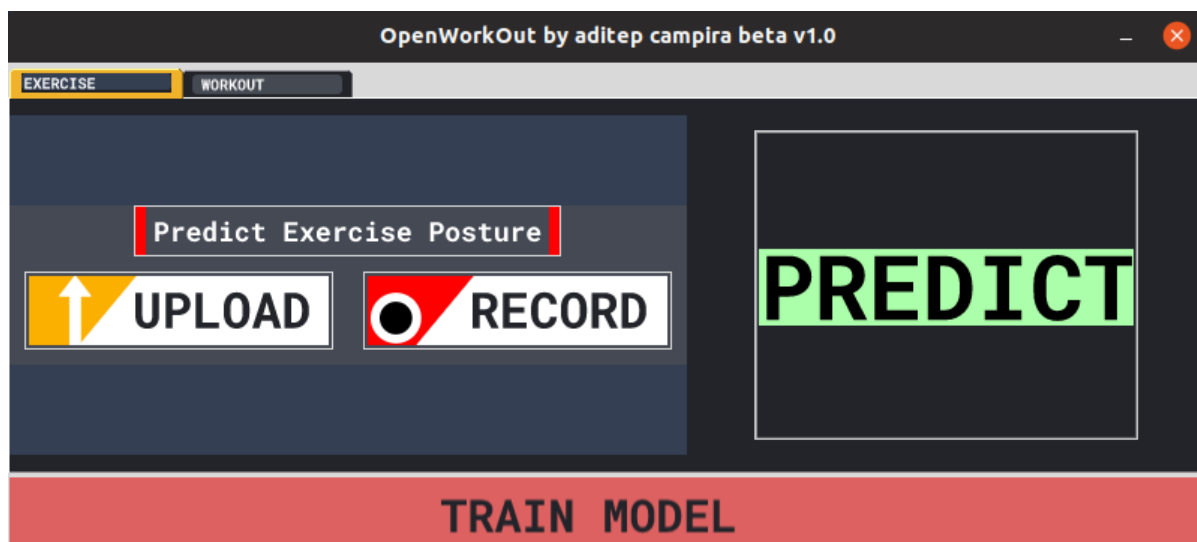 OpenWorkOut by aditep campira beta v1.0
EXERCISE
WORKOUT
Predict Exercise Posture
UPLOAD
RECORD
PREDICT
TRAIN MODEL